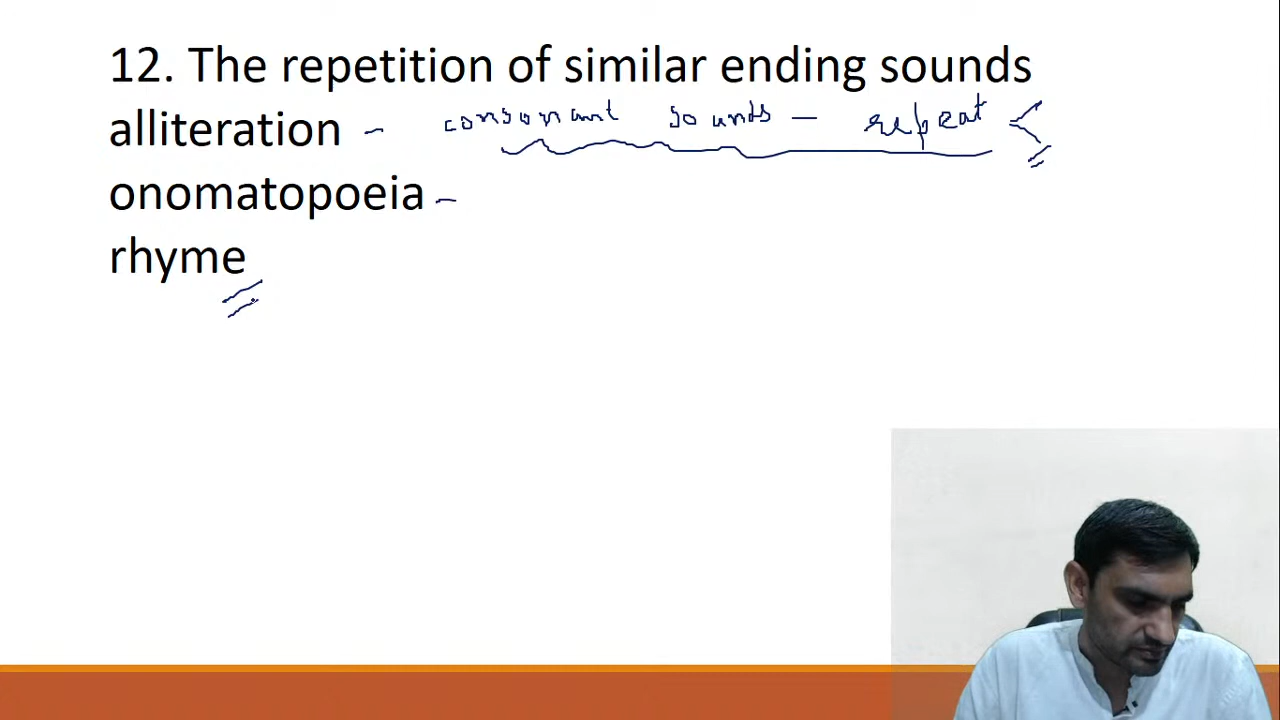 12. The repetition of similar ending sounds
alliteration - consonant sounds - repeat
onomatopoeia -
rhyme